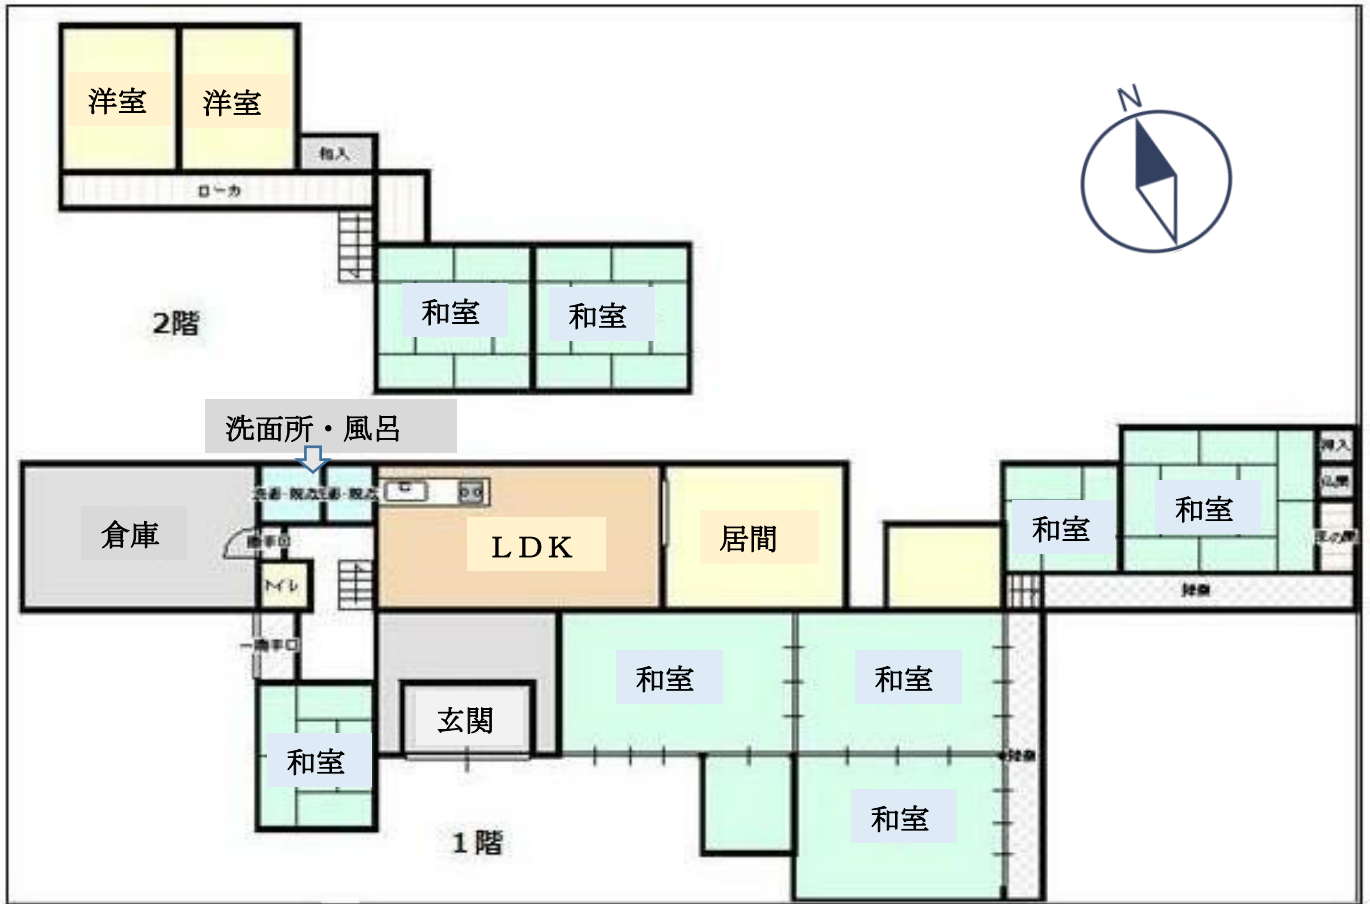 N
洋室
洋室
物入
ローカ
和室
和室
2階
洗面所・風呂
倉庫
勝手口
トイレ
LDK
居間
和室
和室
押入
仏間
床の間
縁側
勝手口
和室
玄関
和室
和室
縁側
和室
1階